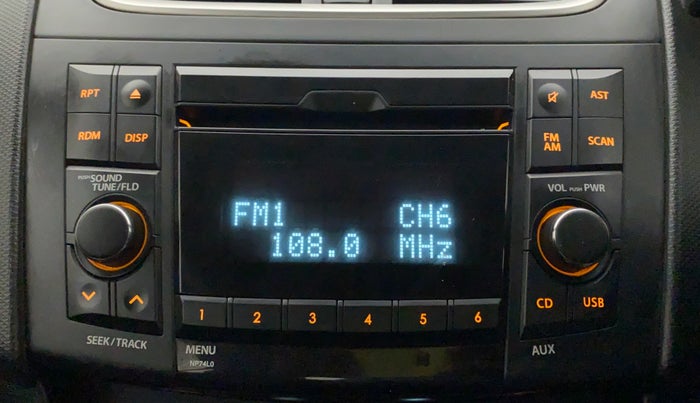 RPT
RDM DISP
PUSH SOUND
TUNE/FLD
SEEK/TRACK
FM1 CH6
108.0 MHz
1 2 3 4 5 6
MENU
NP74L0
AST
FM
AM
SCAN
VOL PUSH PWR
CD USB
AUX